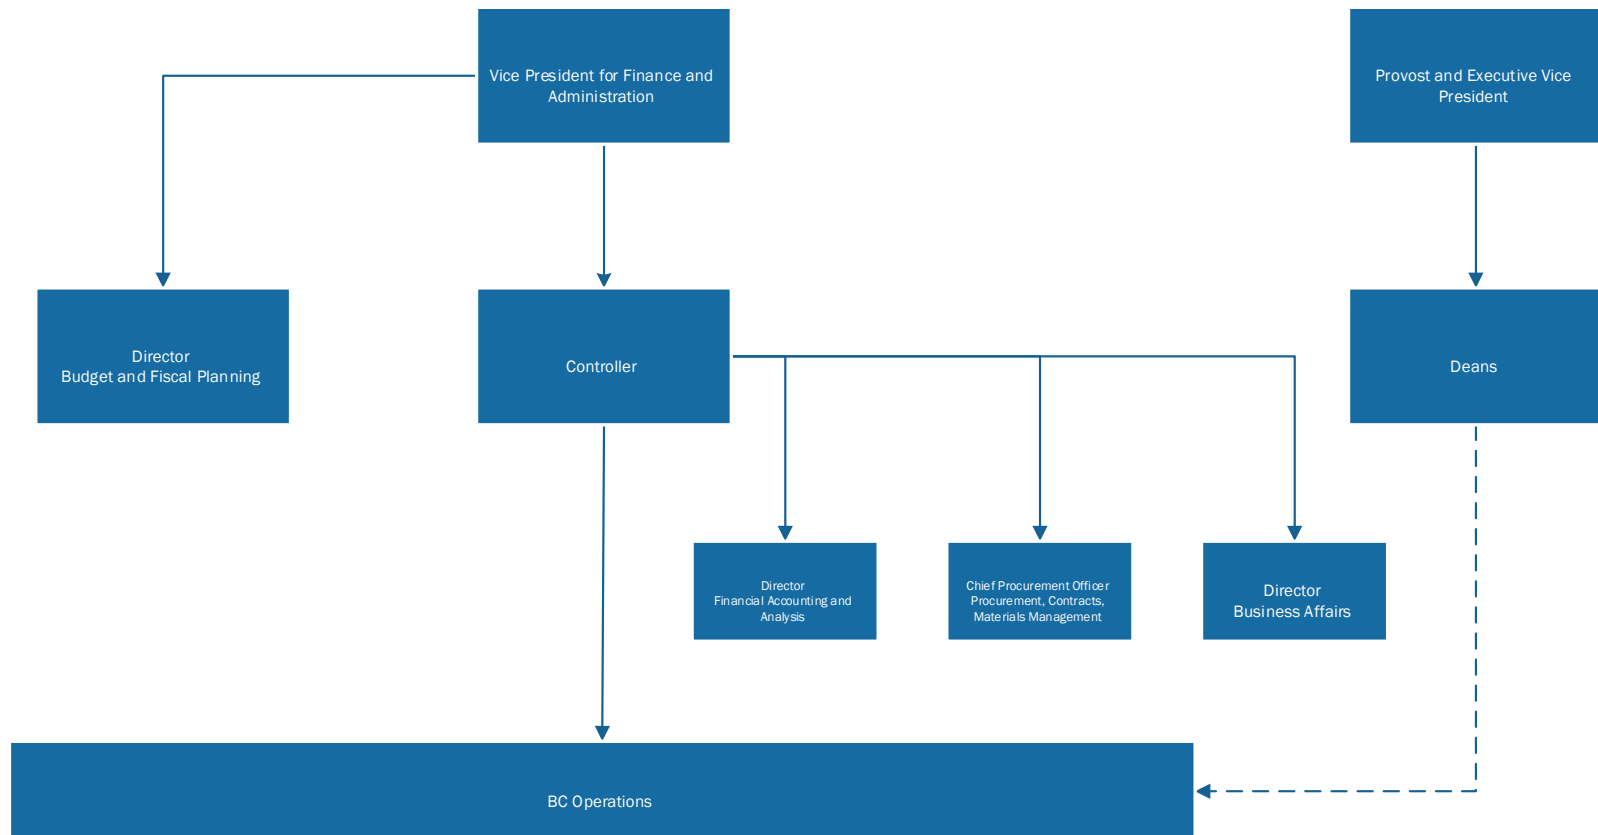 Vice President for Finance and
Administration
Provost and Executive Vice
President
Director
Budget and Fiscal Planning
Controller
Deans
Director
Financial Accounting and
Analysis
Chief Procurement Officer
Procurement, Contracts,
Materials Management
Director
Business Affairs
BC Operations